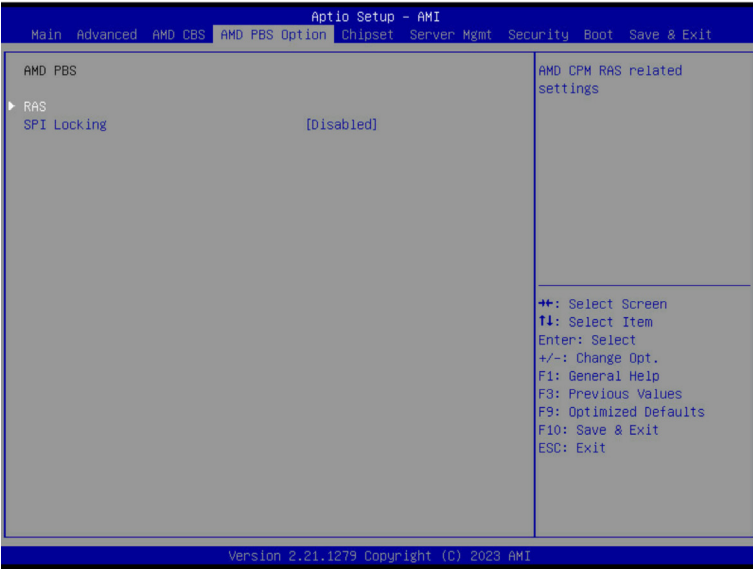 Aptio Setup – AMI
Main Advanced AMD CBS AMD PBS Option Chipset Server Mgmt Security Boot Save & Exit
AMD PBS
RAS
SPI Locking [Disabled]
AMD CPM RAS related
settings
→←: Select Screen
↑↓: Select Item
Enter: Select
+/-: Change Opt.
F1: General Help
F3: Previous Values
F9: Optimized Defaults
F10: Save & Exit
ESC: Exit
Version 2.21.1279 Copyright (C) 2023 AMI